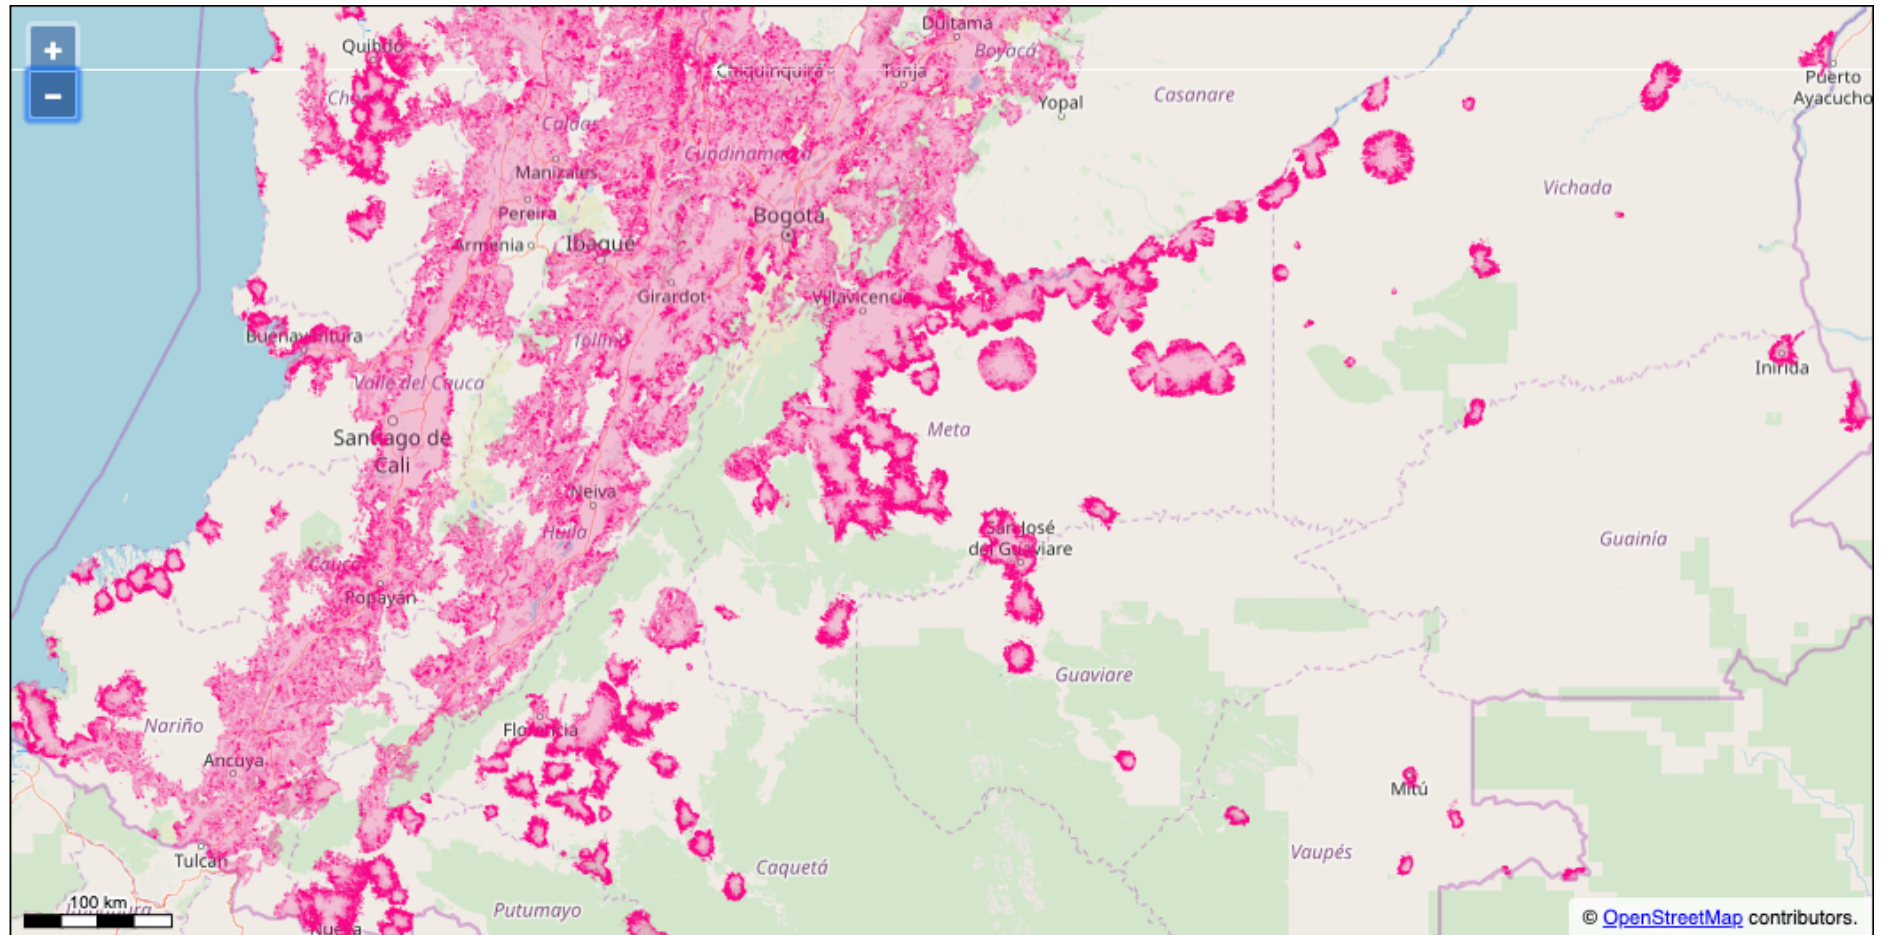 +
−
Duitama
Quibdó
Boyacá
Chiquinquirá
Tunja
Puerto
Ayacucho
Casanare
Yopal
Caldas
Cundinamarca
Manizales
Vichada
Pereira
Bogotá
Armenia
Ibagué
Girardot
Villavicencio
Buenaventura
Tolima
Inírida
Valle del Cauca
Meta
Santiago de
Cali
Neiva
San José
del Guaviare
Huila
Guainía
Cauca
Popayán
Guaviare
Nariño
Florencia
Ancuya
Mitú
Tulcán
Vaupés
Caquetá
100 km
Putumayo
Nueva
© OpenStreetMap contributors.